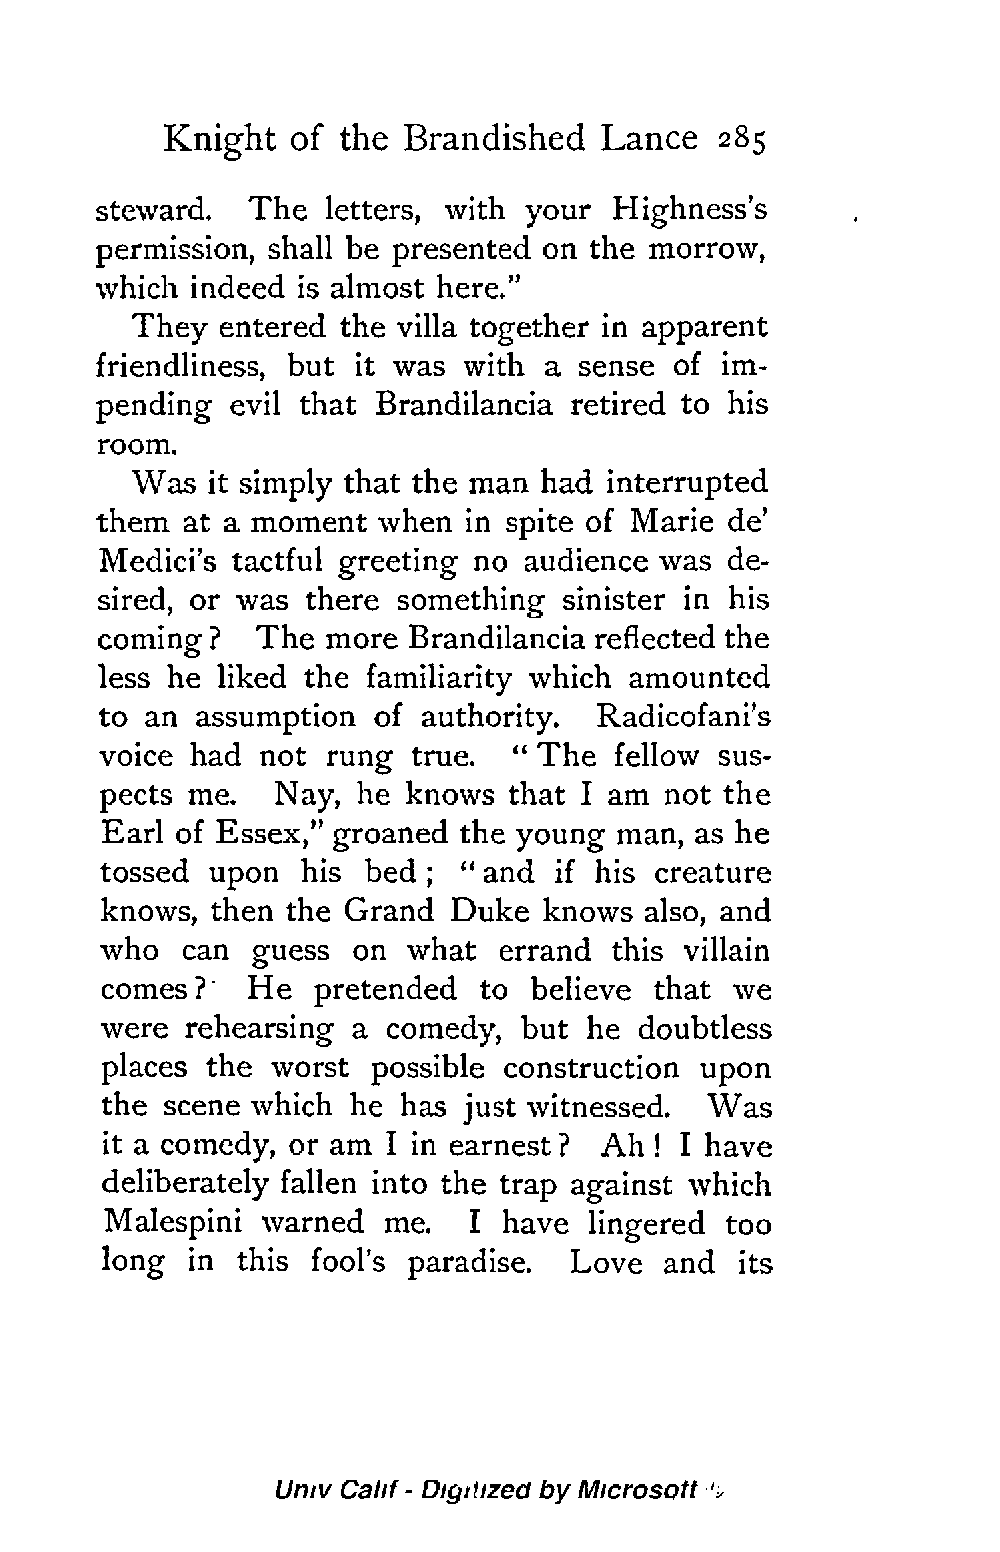 Knight of the Brandished Lance 285
steward. The letters, with your Highness's
permission, shall be presented on the morrow,
which indeed is almost here."
They entered the villa together in apparent
friendliness, but it was with a sense of im-
pending evil that Brandilancia retired to his
room.
Was it simply that the man had interrupted
them at a moment when in spite of Marie de'
Medici's tactful greeting no audience was de-
sired, or was there something sinister in his
coming? The more Brandilancia reflected the
less he liked the familiarity which amounted
to an assumption of authority. Radicofani's
voice had not rung true. "The fellow sus-
pects me. Nay, he knows that I am not the
Earl of Essex," groaned the young man, as he
tossed upon his bed; "and if his creature
knows, then the Grand Duke knows also, and
who can guess on what errand this villain
comes? He pretended to believe that we
were rehearsing a comedy, but he doubtless
places the worst possible construction upon
the scene which he has just witnessed. Was
it a comedy, or am I in earnest? Ah! I have
deliberately fallen into the trap against which
Malespini warned me. I have lingered too
long in this fool's paradise. Love and its
Univ Calif - Digitized by Microsoft